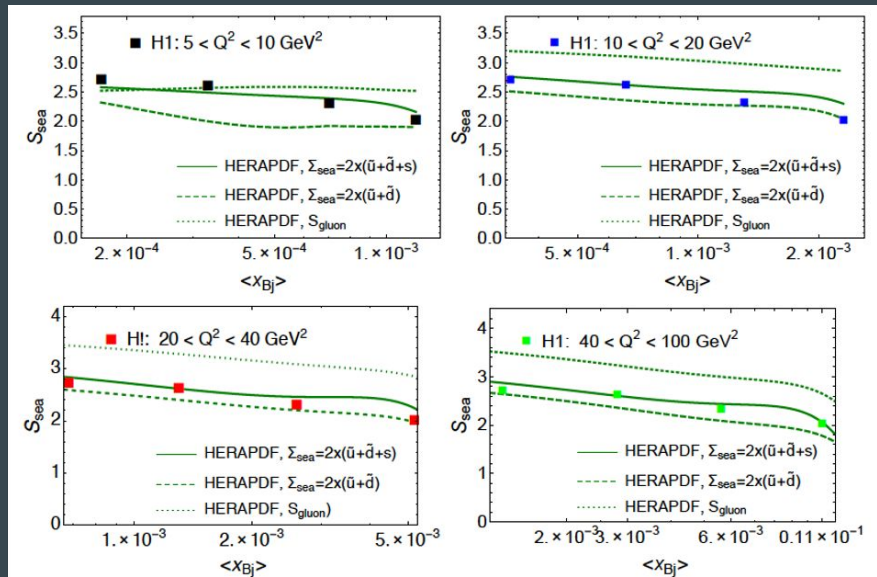 H1: 5 < Q² < 10 GeV²
3.5
3.0
2.5
2.0
1.5
1.0
0.5
0.0
S_sea
HERAPDF, Σ_sea=2x(ū+d̄+s)
HERAPDF, Σ_sea=2x(ū+d̄)
HERAPDF, S_gluon
2.×10⁻⁴ 5.×10⁻⁴ 1.×10⁻³
<x_Bj>
H1: 10 < Q² < 20 GeV²
3.5
3.0
2.5
2.0
1.5
1.0
0.5
0.0
S_sea
HERAPDF, Σ_sea=2x(ū+d̃+s)
HERAPDF, Σ_sea=2x(ū+d̃)
HERAPDF, S_gluon
5.×10⁻⁴ 2.×10⁻³
<x_Bj>
H!: 20 < Q² < 40 GeV²
4
3
2
1
0
S_sea
HERAPDF, Σ_sea=2x(ū+d̃+s)
HERAPDF, Σ_sea=2x(ū+d̃)
HERAPDF, S_gluon)
1.×10⁻³ 2.×10⁻³ 5.×10⁻³
<x_Bj>
H1: 40 < Q² < 100 GeV²
4
3
2
1
0
S_sea
HERAPDF, Σ_sea=2x(ū+d̃+s)
HERAPDF, Σ_sea=2x(ū+d̃)
HERAPDF, S_gluon
2.×10⁻³ 3.×10⁻³ 6.×10⁻³ 0.11×10⁻¹
<x_Bj>